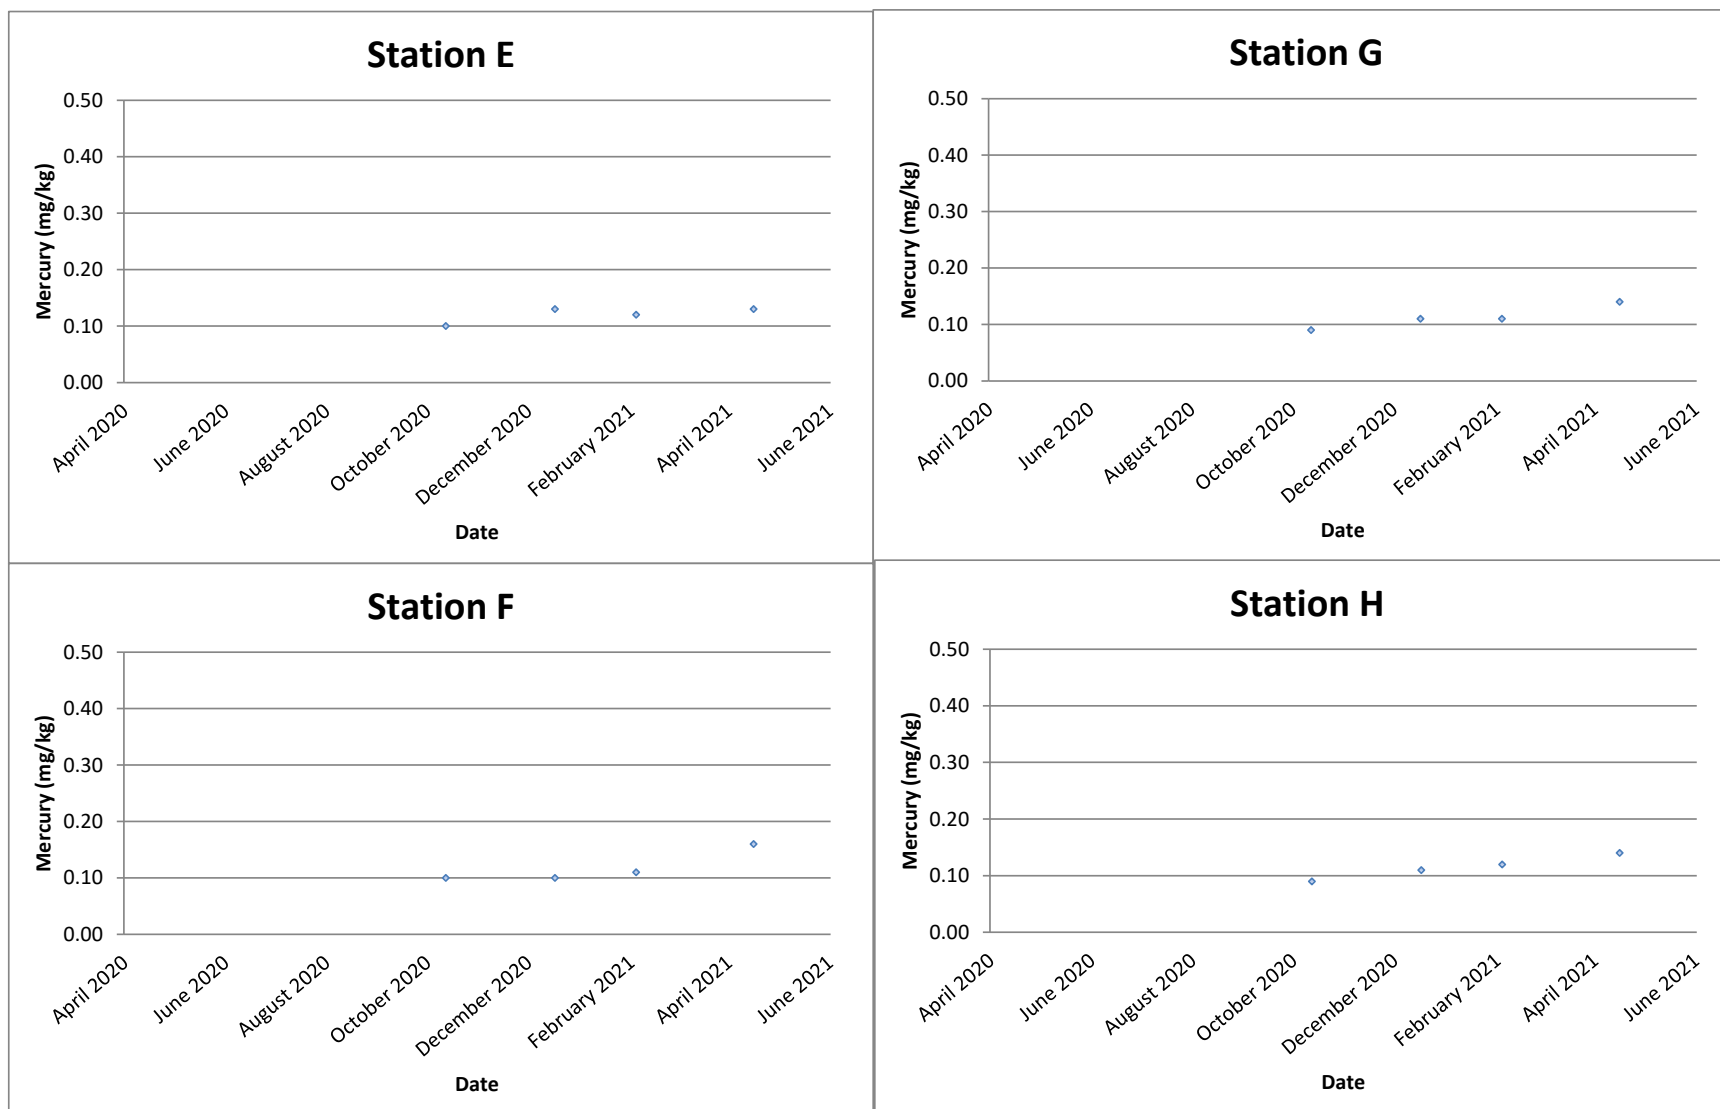 Station E
0.50
0.40
0.30
0.20
0.10
0.00
Mercury (mg/kg)
April 2020
June 2020
August 2020
October 2020
December 2020
February 2021
April 2021
June 2021
Date
Station G
0.50
0.40
0.30
0.20
0.10
0.00
Mercury (mg/kg)
April 2020
June 2020
August 2020
October 2020
December 2020
February 2021
April 2021
June 2021
Date
Station F
0.50
0.40
0.30
0.20
0.10
0.00
Mercury (mg/kg)
April 2020
June 2020
August 2020
October 2020
December 2020
February 2021
April 2021
June 2021
Date
Station H
0.50
0.40
0.30
0.20
0.10
0.00
Mercury (mg/kg)
April 2020
June 2020
August 2020
October 2020
December 2020
February 2021
April 2021
June 2021
Date